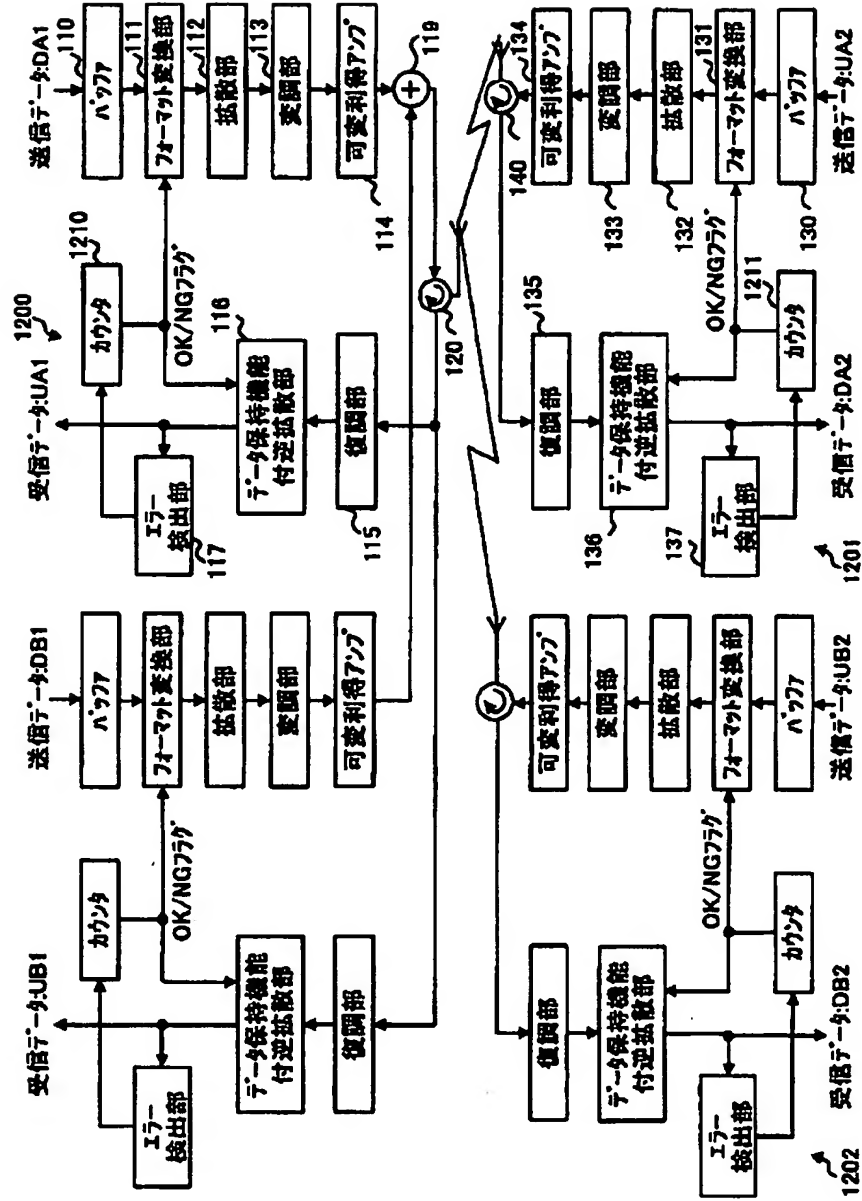 受信データ:UB1
エラー
検出部
カウンタ
OK/NGフラグ
データ保持機能
付逆拡散部
復調部
送信データ:DB1
バッファ
フォーマット変換部
拡散部
変調部
可変利得アンプ
1200
受信データ:UA1
エラー
検出部
117
カウンタ
1210
OK/NGフラグ
116
データ保持機能
付逆拡散部
復調部
115
送信データ:DA1
110
バッファ
111
フォーマット変換部
112
拡散部
113
変調部
可変利得アンプ
114
119
120
1202
復調部
データ保持機能
付逆拡散部
エラー
検出部
カウンタ
OK/NGフラグ
受信データ:DB2
可変利得アンプ
変調部
拡散部
フォーマット変換部
バッファ
送信データ:UB2
1201
135
復調部
データ保持機能
付逆拡散部
136
エラー
検出部
137
カウンタ
1211
OK/NGフラグ
受信データ:DA2
140
134
可変利得アンプ
変調部
133
拡散部
132
131
フォーマット変換部
バッファ
130
送信データ:UA2